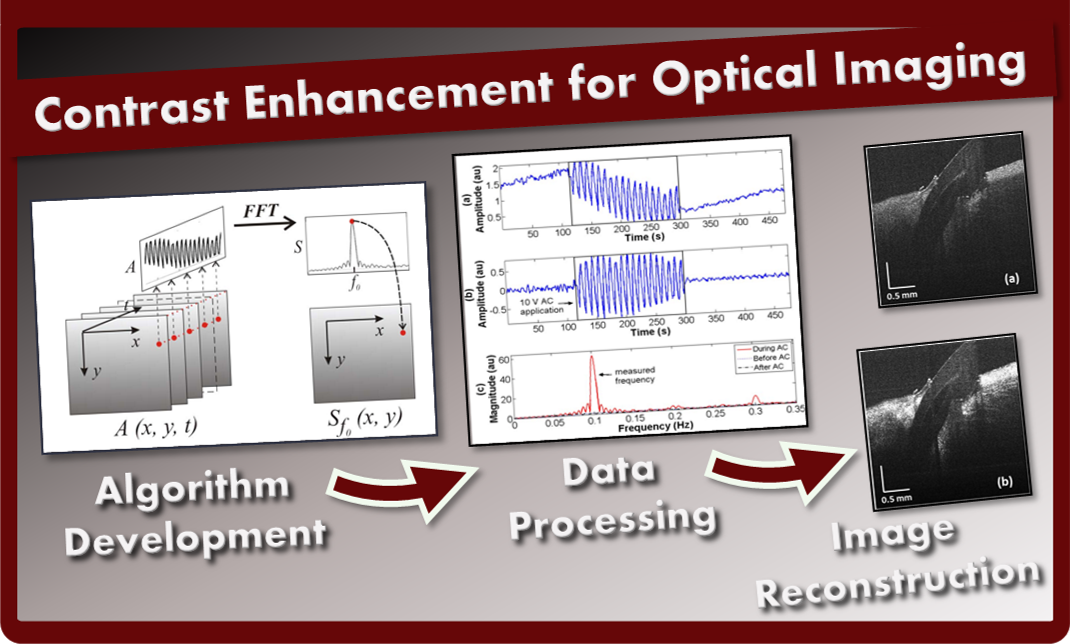 Contrast Enhancement for Optical Imaging
FFT
A
S
f₀
t
x
y
x
y
A (x, y, t)
S_f₀ (x, y)
Algorithm
Development
(a)
Amplitude (au)
2
1.5
1
0.5
50 100 150 200 250 300 350 400 450
Time (s)
(b)
Amplitude (au)
0.5
0
-0.5
10 V AC
application
50 100 150 200 250 300 350 400 450
Time (s)
(c)
Magnitude (au)
60
40
20
0
measured
frequency
During AC
Before AC
After AC
0 0.05 0.1 0.15 0.2 0.25 0.3 0.35
Frequency (Hz)
Data
Processing
(a)
0.5 mm
(b)
0.5 mm
Image
Reconstruction